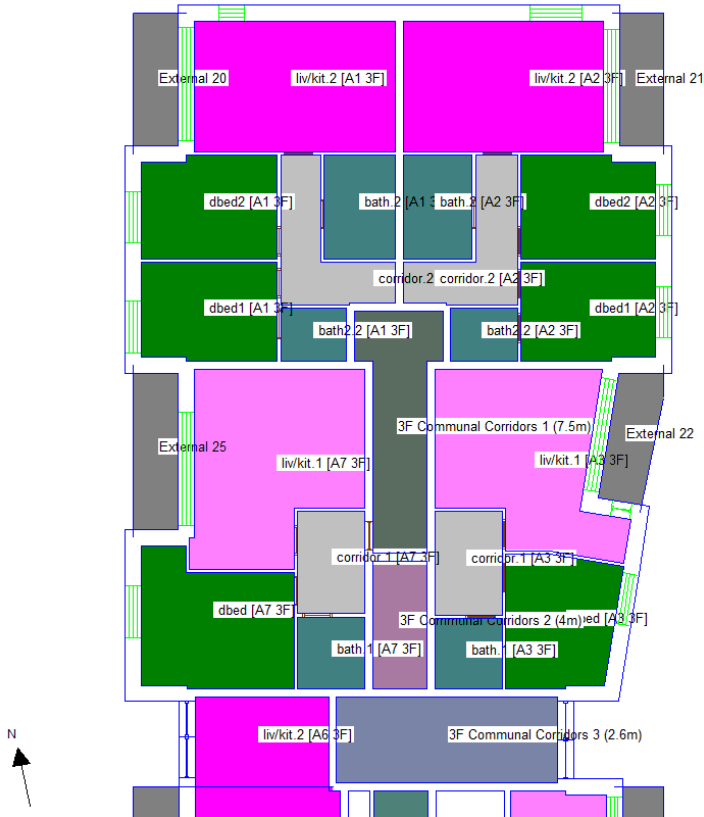 External 20
liv/kit.2 [A1 3F]
liv/kit.2 [A2 3F]
External 21
dbed2 [A1 3F]
bath.2 [A1 3
bath.2 [A2 3F]
dbed2 [A2 3F]
corridor.2
corridor.2 [A2 3F]
dbed1 [A1 3F]
dbed1 [A2 3F]
bath2.2 [A1 3F]
bath2.2 [A2 3F]
3F Communal Corridors 1 (7.5m)
External 22
External 25
liv/kit.1 [A7 3F]
liv/kit.1 [A3 3F]
corridor.1 [A7 3F]
corridor.1 [A3 3F]
dbed [A7 3F]
3F Communal Corridors 2 (4m)
bed [A3 3F]
bath.1 [A7 3F]
bath.1 [A3 3F]
N
liv/kit.2 [A6 3F]
3F Communal Corridors 3 (2.6m)